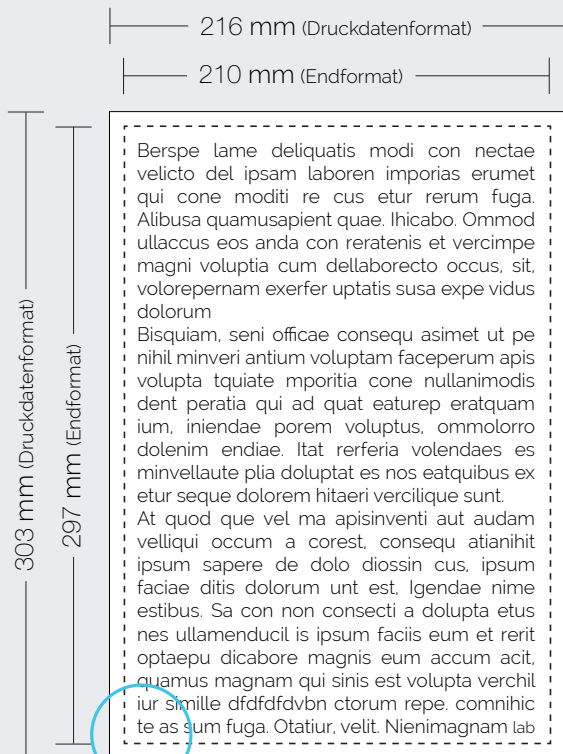 216 mm (Druckdatenformat)
210 mm (Endformat)
303 mm (Druckdatenformat)
297 mm (Endformat)
Berspe lame deliquatis modi con nectae
velicto del ipsam laboren imporias erumet
qui cone moditi re cus etur rerum fuga.
Alibusa quamusapient quae. Ihicabo. Ommod
ullaccus eos anda con reratenis et vercimpe
magni voluptia cum dellaborecto occus, sit,
volorepernam exerfer uptatis susa expe vidus
dolorum
Bisquiam, seni officae consequ asimet ut pe
nihil minveri antium voluptam faceperum apis
volupta tquiate mporitia cone nullanimodis
dent peratia qui ad quat eaturep eratquam
ium, iniendae porem voluptus, ommolorro
dolenim endiae. Itat rerferia volendaes es
minvellaute plia doluptat es nos eatquibus ex
etur seque dolorem hitaeri vercilique sunt.
At quod que vel ma apisinventi aut audam
velliqui occum a corest, consequ atianihit
ipsum sapere de dolo diossin cus, ipsum
faciae ditis dolorum unt est, Igendae nime
estibus. Sa con non consecti a dolupta etus
nes ullamenducil is ipsum faciis eum et rerit
optaepu dicabore magnis eum accum acit,
quamus magnam qui sinis est volupta verchil
iur simille dfdfdfdvbn ctorum repe. comnihic
te as sum fuga. Otatiur, velit. Nienimagnam lab